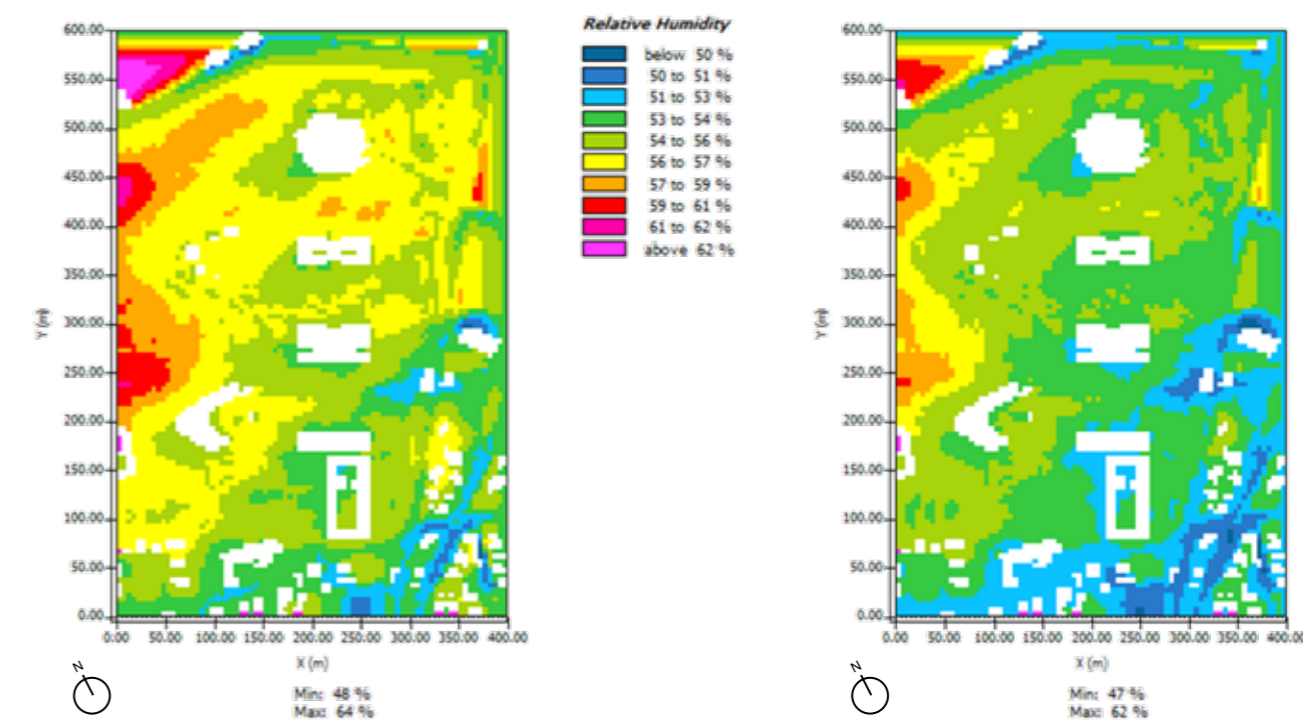 Relative Humidity
below 50 %
50 to 51 %
51 to 53 %
53 to 54 %
54 to 56 %
56 to 57 %
57 to 59 %
59 to 61 %
61 to 62 %
above 62 %
600.00
550.00
500.00
450.00
400.00
350.00
300.00
250.00
200.00
150.00
100.00
50.00
0.00
Y (m)
0.00 50.00 100.00 150.00 200.00 250.00 300.00 350.00 400.00
X (m)
N
Min: 48 %
Max: 64 %
600.00
550.00
500.00
450.00
400.00
350.00
300.00
250.00
200.00
150.00
100.00
50.00
0.00
Y (m)
0.00 50.00 100.00 150.00 200.00 250.00 300.00 350.00 400.00
X (m)
N
Min: 47 %
Max: 62 %